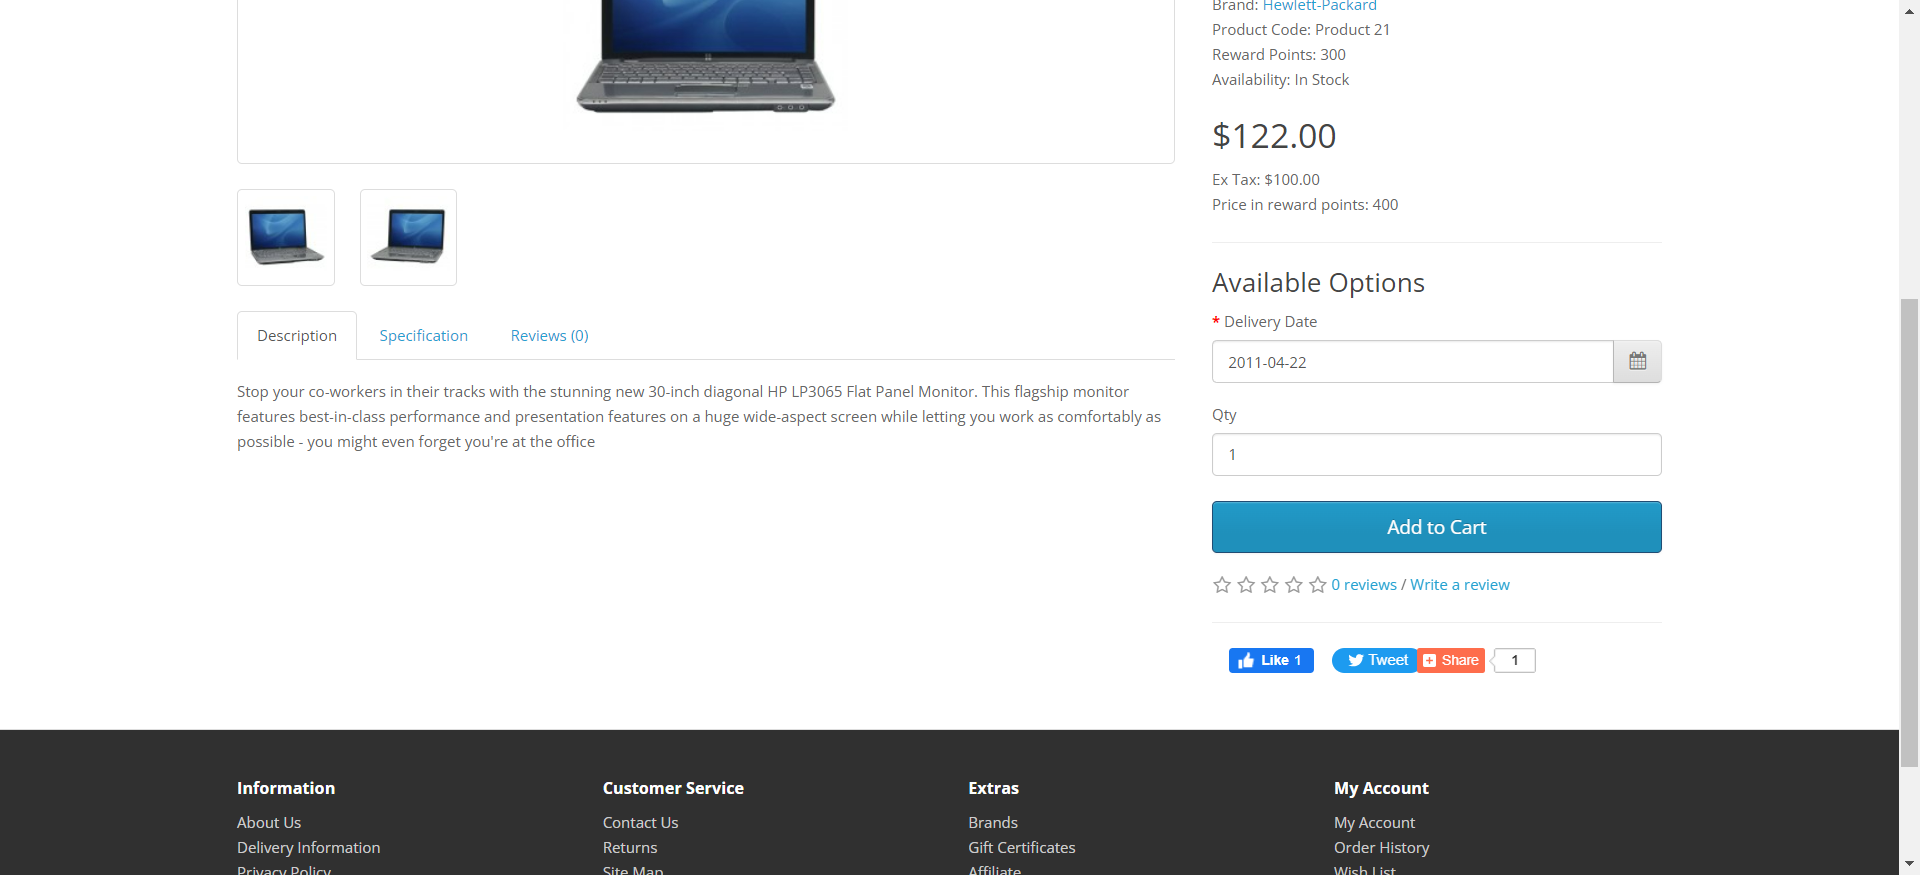 Brand: Hewlett-Packard
Product Code: Product 21
Reward Points: 300
Availability: In Stock
$122.00
Ex Tax: $100.00
Price in reward points: 400
Description
Specification
Reviews (0)
Stop your co-workers in their tracks with the stunning new 30-inch diagonal HP LP3065 Flat Panel Monitor. This flagship monitor
features best-in-class performance and presentation features on a huge wide-aspect screen while letting you work as comfortably as
possible - you might even forget you're at the office
Available Options
* Delivery Date
2011-04-22
Qty
1
Add to Cart
0 reviews / Write a review
Like 1
Tweet
Share
1
Information
About Us
Delivery Information
Privacy Policy
Customer Service
Contact Us
Returns
Site Map
Extras
Brands
Gift Certificates
Affiliate
My Account
My Account
Order History
Wish List